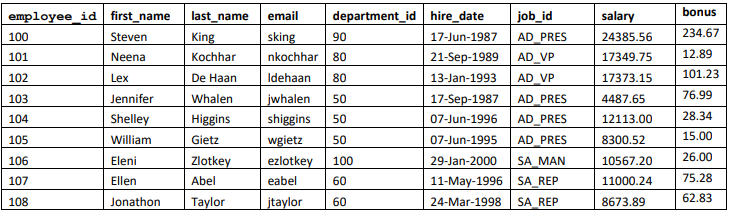 employee_id first_name last_name email department_id hire_date job_id salary bonus
100 Steven King sking 90 17-Jun-1987 AD_PRES 24385.56 234.67
101 Neena Kochhar nkochhar 80 21-Sep-1989 AD_VP 17349.75 12.89
102 Lex De Haan ldehaan 80 13-Jan-1993 AD_VP 17373.15 101.23
103 Jennifer Whalen jwhalen 50 17-Sep-1987 AD_PRES 4487.65 76.99
104 Shelley Higgins shiggins 50 07-Jun-1996 AD_PRES 12113.00 28.34
105 William Gietz wgietz 50 07-Jun-1995 AD_PRES 8300.52 15.00
106 Eleni Zlotkey ezlotkey 100 29-Jan-2000 SA_MAN 10567.20 26.00
107 Ellen Abel eabel 60 11-May-1996 SA_REP 11000.24 75.28
108 Jonathon Taylor jtaylor 60 24-Mar-1998 SA_REP 8673.89 62.83